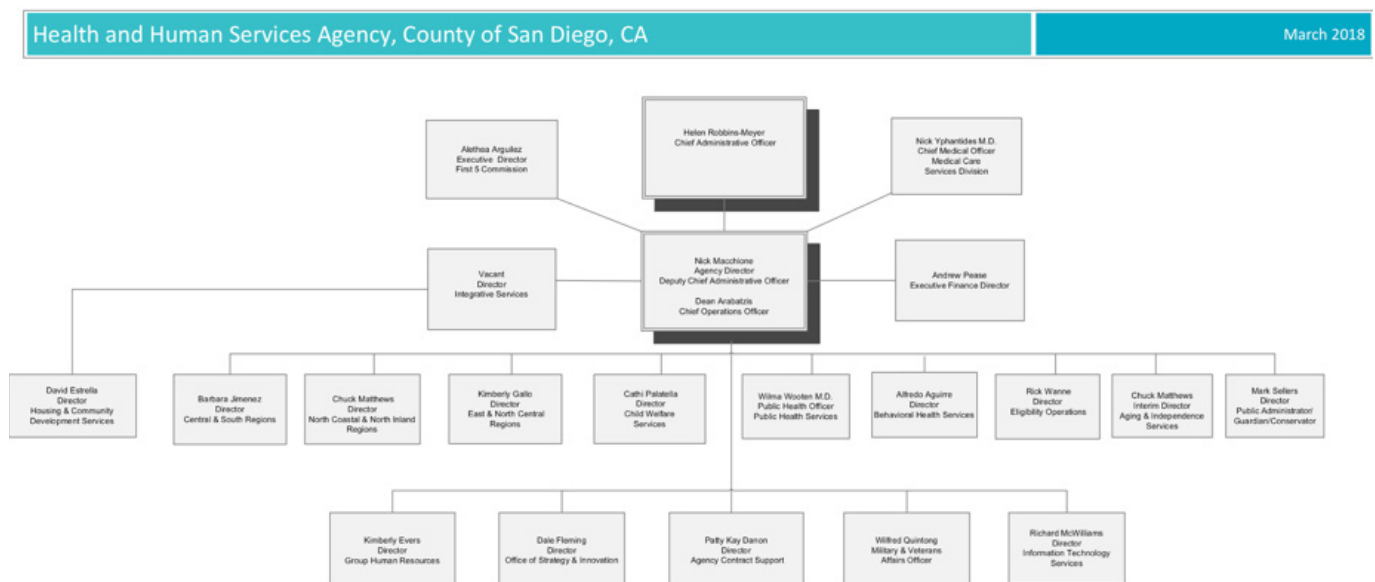 Health and Human Services Agency, County of San Diego, CA
March 2018
Helen Robbins-Meyer
Chief Administrative Officer
Alethea Arguilez
Executive Director
First 5 Commission
Nick Yphantides M.D.
Chief Medical Officer
Medical Care
Services Division
Nick Macchione
Agency Director
Deputy Chief Administrative Officer
Dean Arabatzis
Chief Operations Officer
Vacant
Director
Integrative Services
Andrew Pease
Executive Finance Director
David Estrella
Director
Housing & Community
Development Services
Barbara Jimenez
Director
Central & South Regions
Chuck Matthews
Director
North Coastal & North Inland
Regions
Kimberly Gallo
Director
East & North Central
Regions
Cathi Palatella
Director
Child Welfare
Services
Wilma Wooten M.D.
Public Health Officer
Public Health Services
Alfredo Aguirre
Director
Behavioral Health Services
Rick Wanne
Director
Eligibility Operations
Chuck Matthews
Interim Director
Aging & Independence
Services
Mark Sellers
Director
Public Administrator/
Guardian/Conservator
Kimberly Evers
Director
Group Human Resources
Dale Fleming
Director
Office of Strategy & Innovation
Patty Kay Danon
Director
Agency Contract Support
Wilfred Quintong
Military & Veterans
Affairs Officer
Richard McWilliams
Director
Information Technology
Services